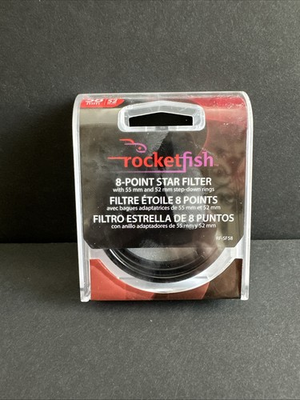 rocketfish
8-POINT STAR FILTER
with 55 mm and 52 mm step-down rings
FILTRE ÉTOILE 8 POINTS
avec bagues adaptatrices de 55 mm et 52 mm
FILTRO ESTRELLA DE 8 PUNTOS
con anillo adaptadores de 55 mm y 52 mm
RF-SF58